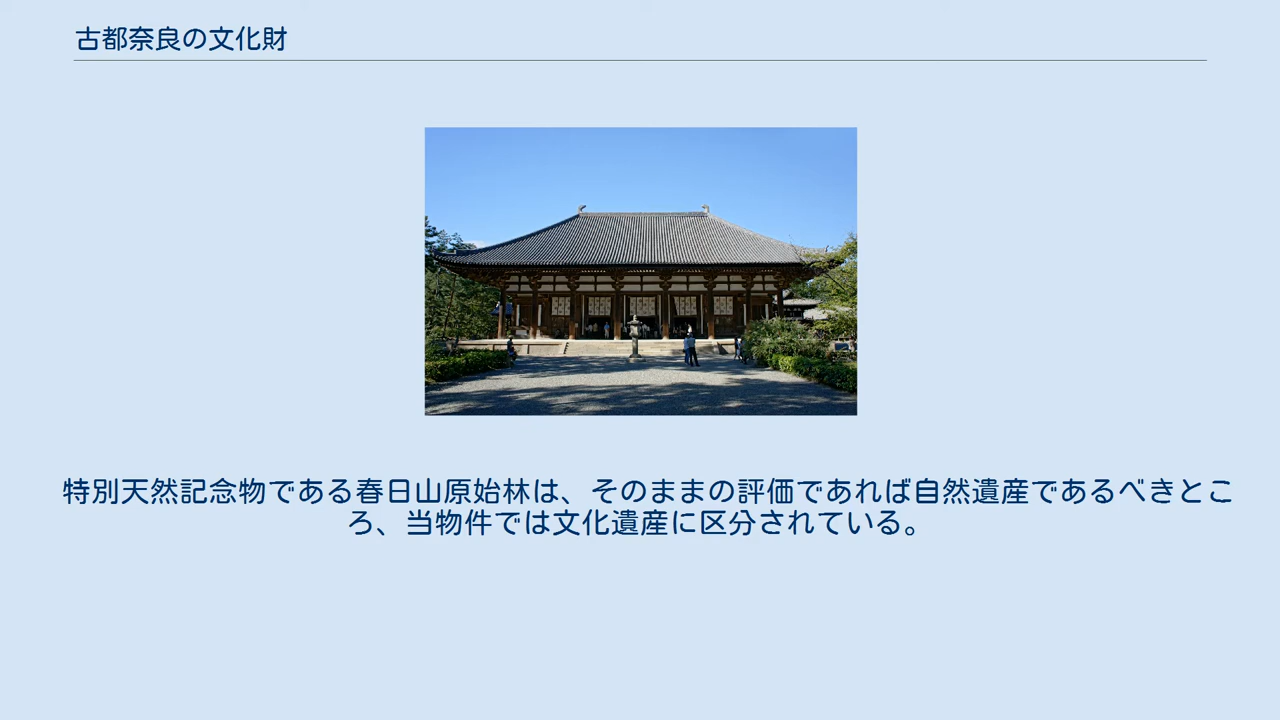 古都奈良の文化財
特別天然記念物である春日山原始林は、そのままの評価であれば自然遺産であるべきとこ
ろ、当物件では文化遺産に区分されている。